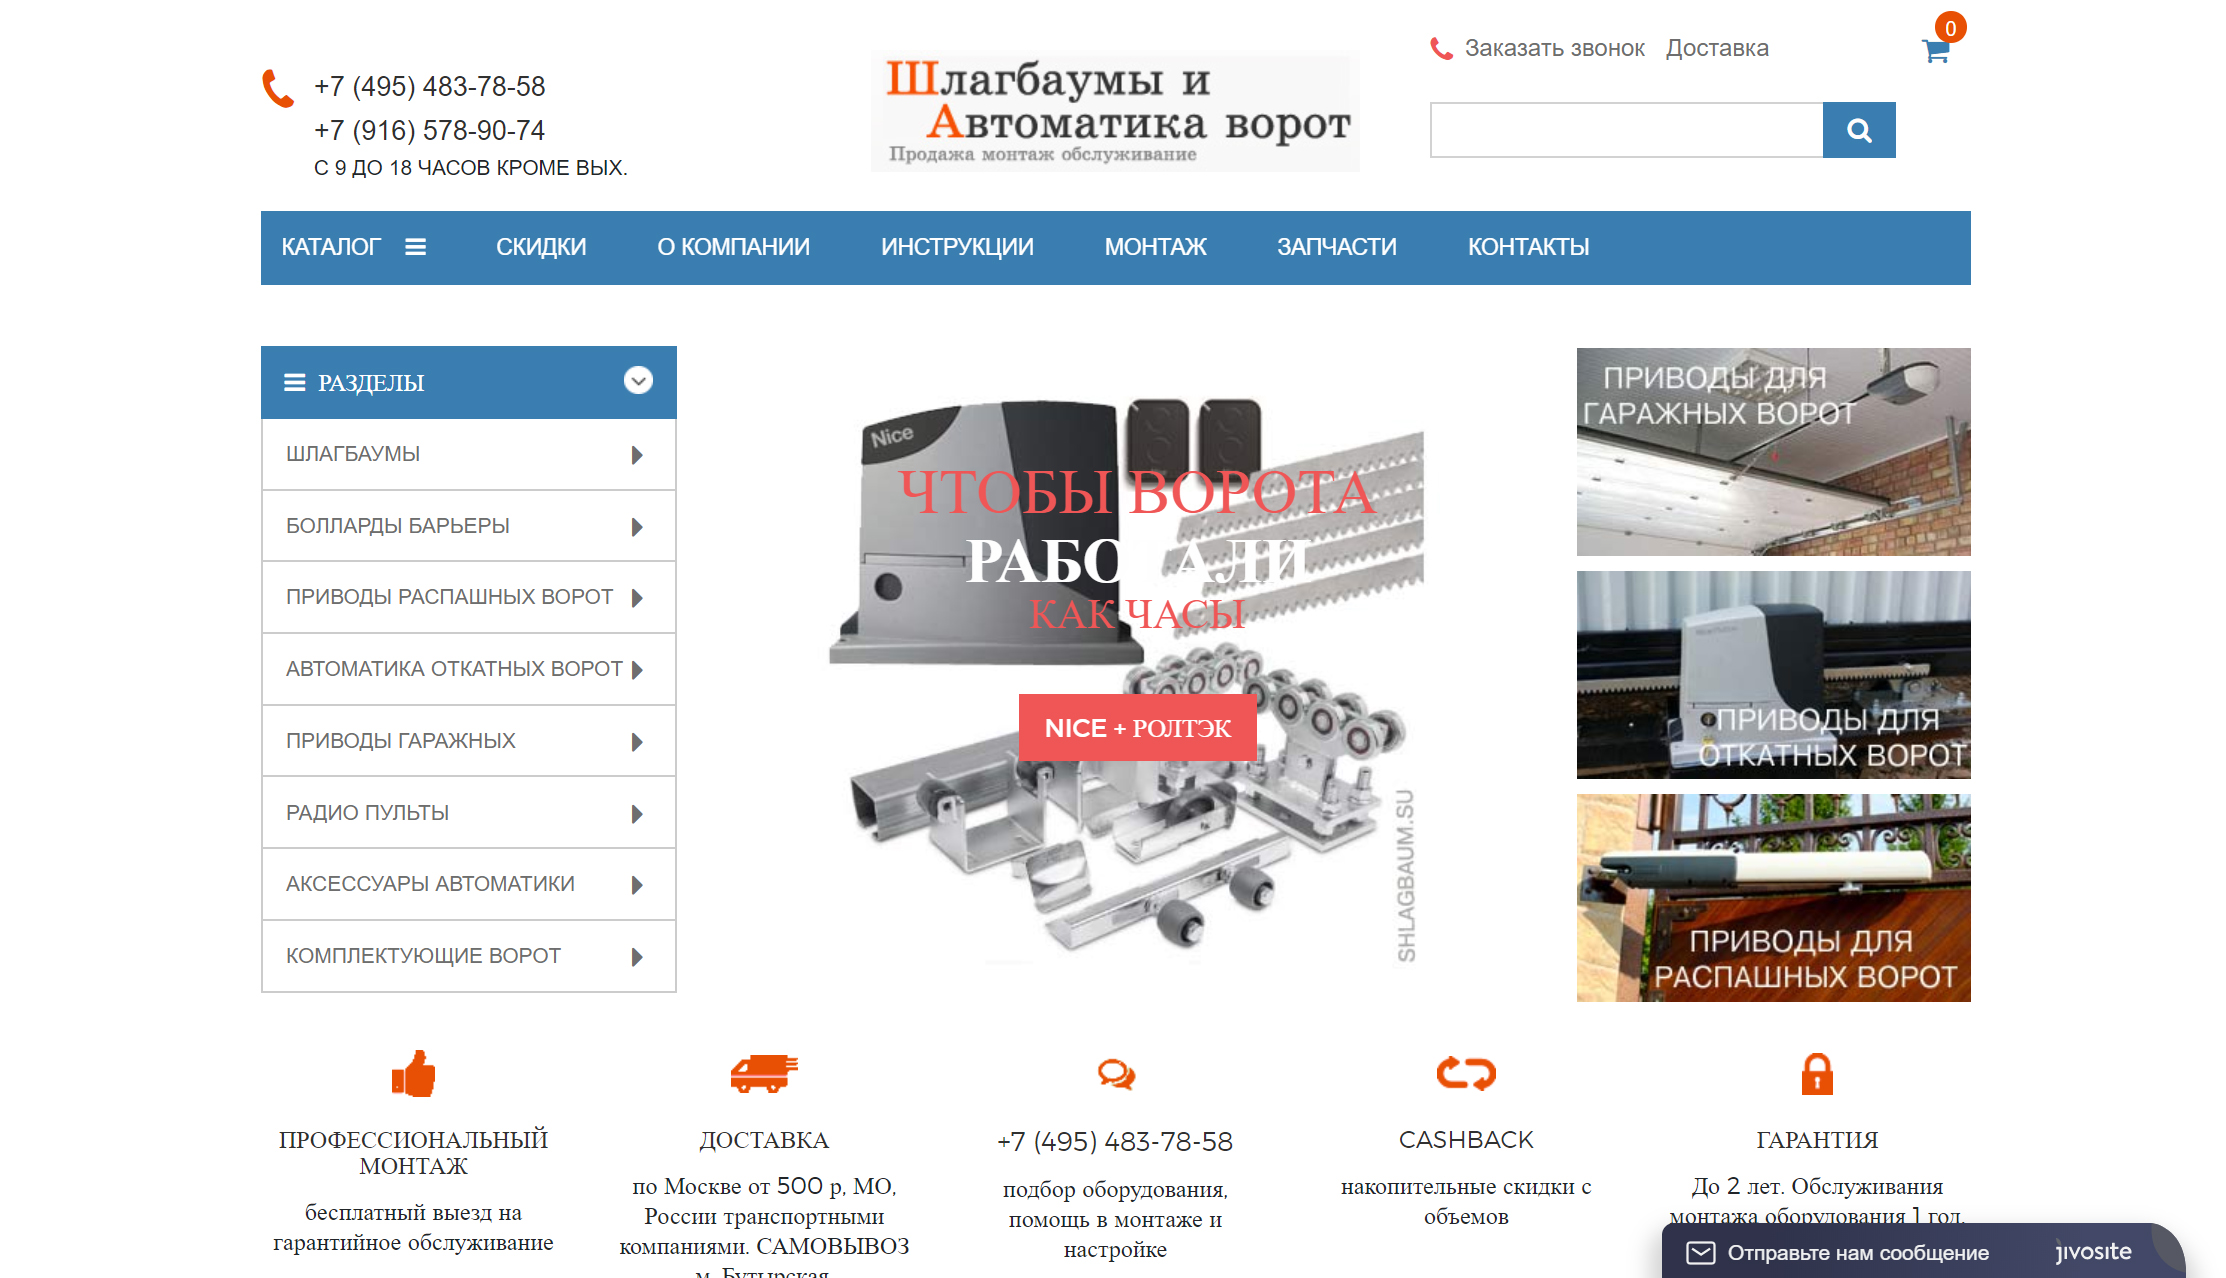 +7 (495) 483-78-58
+7 (916) 578-90-74
С 9 ДО 18 ЧАСОВ КРОМЕ ВЫХ.
Шлагбаумы и
Автоматика ворот
Продажа монтаж обслуживание
Заказать звонок Доставка
0
КАТАЛОГ СКИДКИ О КОМПАНИИ ИНСТРУКЦИИ МОНТАЖ ЗАПЧАСТИ КОНТАКТЫ
РАЗДЕЛЫ
ШЛАГБАУМЫ
БОЛЛАРДЫ БАРЬЕРЫ
ПРИВОДЫ РАСПАШНЫХ ВОРОТ
АВТОМАТИКА ОТКАТНЫХ ВОРОТ
ПРИВОДЫ ГАРАЖНЫХ
РАДИО ПУЛЬТЫ
АКСЕССУАРЫ АВТОМАТИКИ
КОМПЛЕКТУЮЩИЕ ВОРОТ
Nice
ЧТОБЫ ВОРОТА
РАБОТАЛИ
КАК ЧАСЫ
NICE + РОЛТЭК
SHLAGBAUM.SU
ПРИВОДЫ ДЛЯ
ГАРАЖНЫХ ВОРОТ
ПРИВОДЫ ДЛЯ
ОТКАТНЫХ ВОРОТ
ПРИВОДЫ ДЛЯ
РАСПАШНЫХ ВОРОТ
ПРОФЕССИОНАЛЬНЫЙ
МОНТАЖ
бесплатный выезд на
гарантийное обслуживание
ДОСТАВКА
по Москве от 500 р, МО,
России транспортными
компаниями. САМОВЫВОЗ
м. Бутырская
+7 (495) 483-78-58
подбор оборудования,
помощь в монтаже и
настройке
CASHBACK
накопительные скидки с
объемов
ГАРАНТИЯ
До 2 лет. Обслуживания
монтажа оборудования 1 год.
Отправьте нам сообщение jivosite